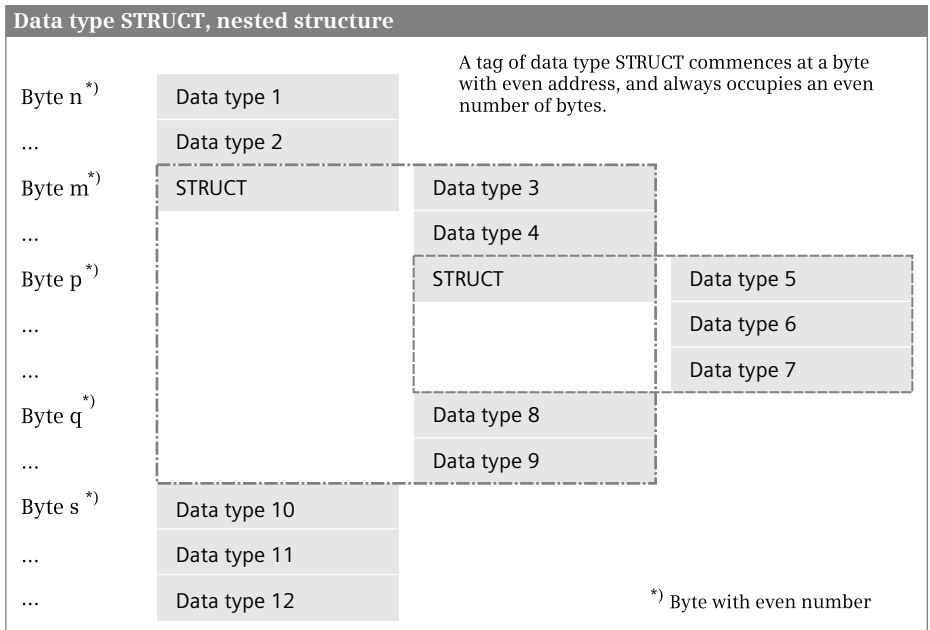 Data type STRUCT, nested structure
A tag of data type STRUCT commences at a byte
with even address, and always occupies an even
number of bytes.
Byte n *) Data type 1
... Data type 2
Byte m *) STRUCT Data type 3
... Data type 4
Byte p *) STRUCT Data type 5
... Data type 6
... Data type 7
Byte q *) Data type 8
... Data type 9
Byte s *) Data type 10
... Data type 11
... Data type 12
*) Byte with even number